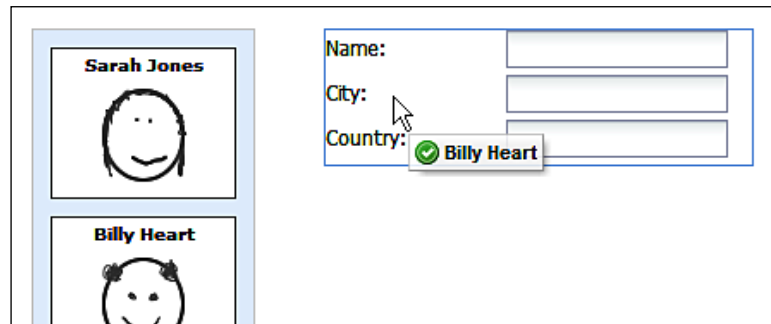 Sarah Jones
Billy Heart
Name:
City:
Country:
Billy Heart